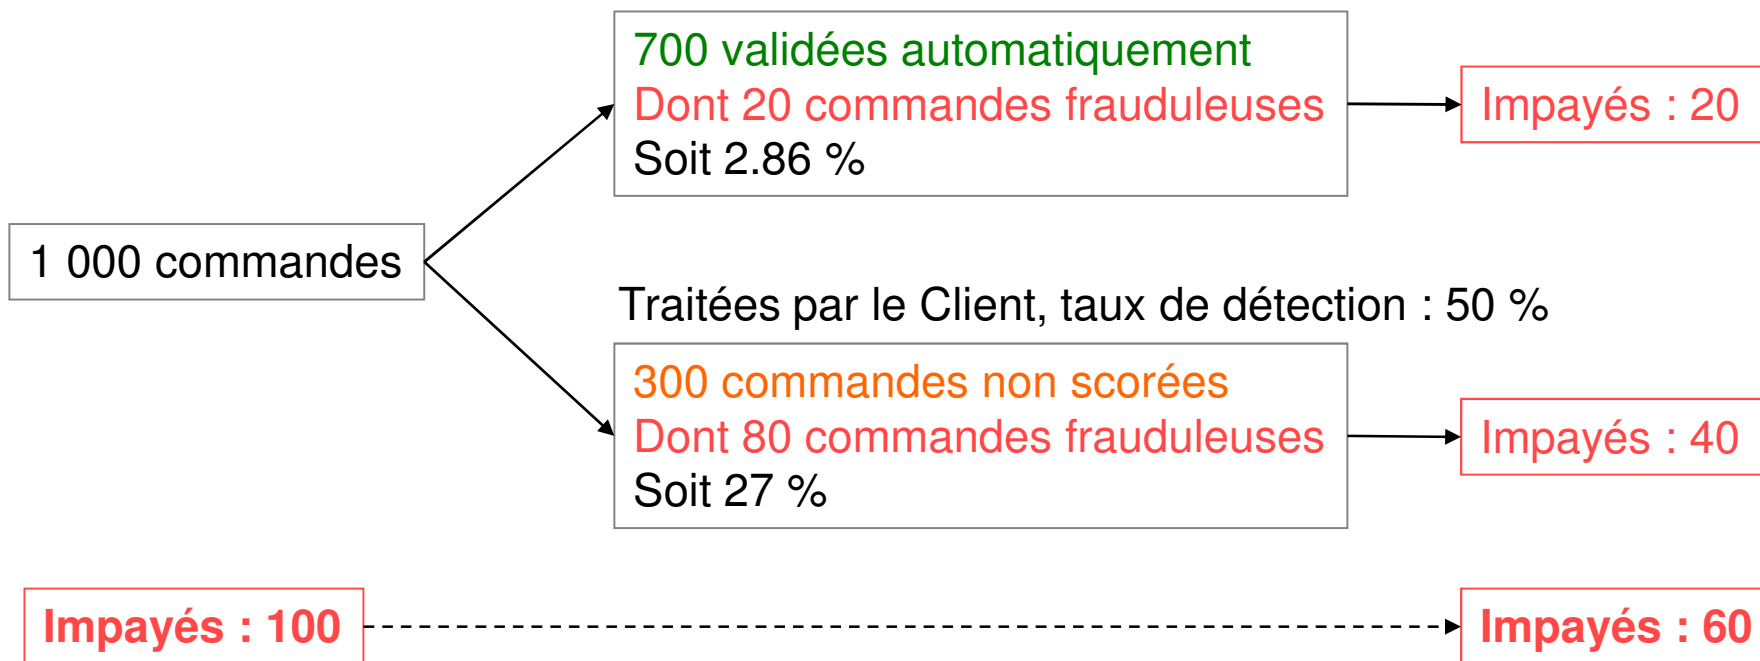 700 validées automatiquement
Dont 20 commandes frauduleuses
Soit 2.86 %
Impayés : 20
1 000 commandes
Traitées par le Client, taux de détection : 50 %
300 commandes non scorées
Dont 80 commandes frauduleuses
Soit 27 %
Impayés : 40
Impayés : 100
Impayés : 60